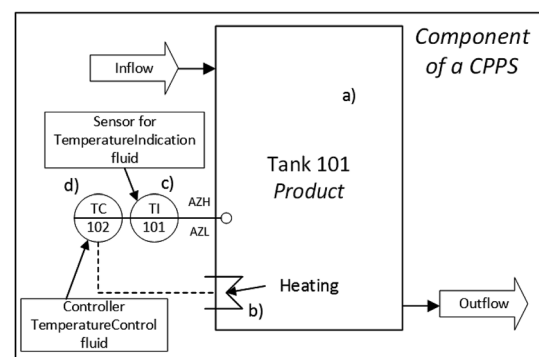 Component
of a CPPS
Inflow
a)
Sensor for
TemperatureIndication
fluid
Tank 101
Product
d)
c)
TC
102
TI
101
AZH
AZL
Heating
b)
Controller
TemperatureControl
fluid
Outflow